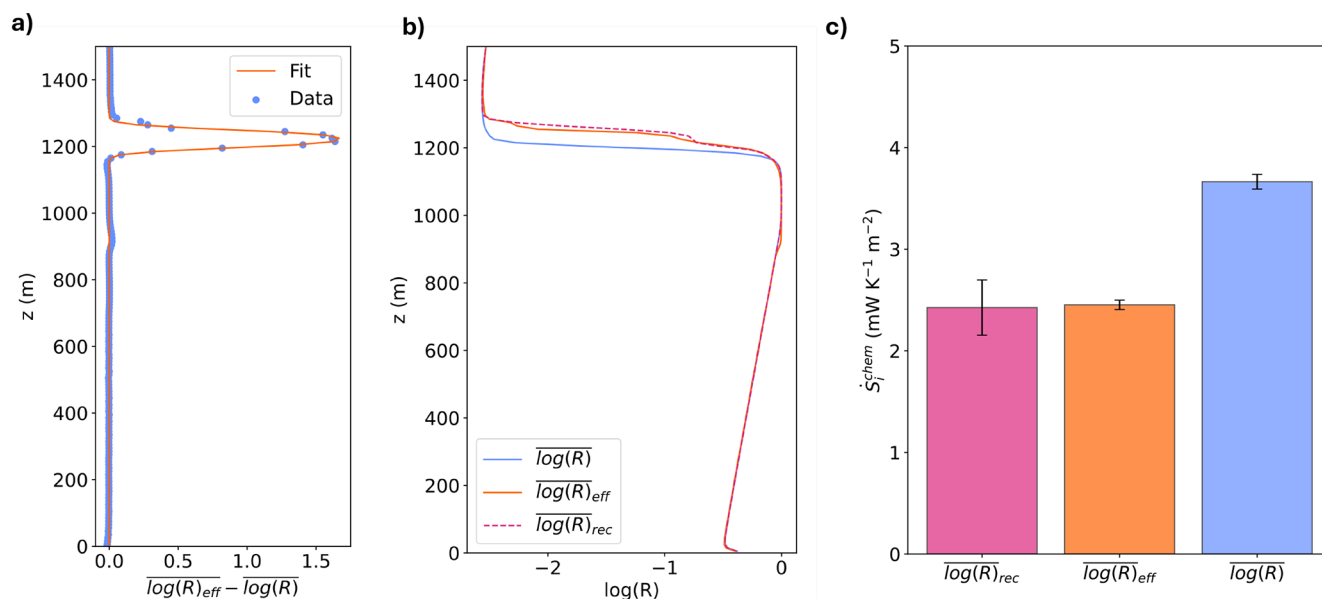 a)
1400
1200
1000
800
600
400
200
0
z (m)
Fit
Data
0.0 0.5 1.0 1.5
log(R)eff − log(R)
b)
1400
1200
1000
800
600
400
200
0
z (m)
log(R)
log(R)eff
log(R)rec
−2 −1 0
log(R)
c)
5
4
3
2
1
0
Ṡᵢᶜʰᵉᵐ (mW K⁻¹ m⁻²)
log(R)rec log(R)eff log(R)